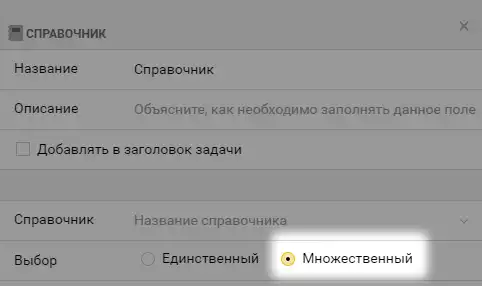 СПРАВОЧНИК
Название Справочник
Описание Объясните, как необходимо заполнять данное поле
Добавлять в заголовок задачи
Справочник Название справочника
Выбор Единственный Множественный